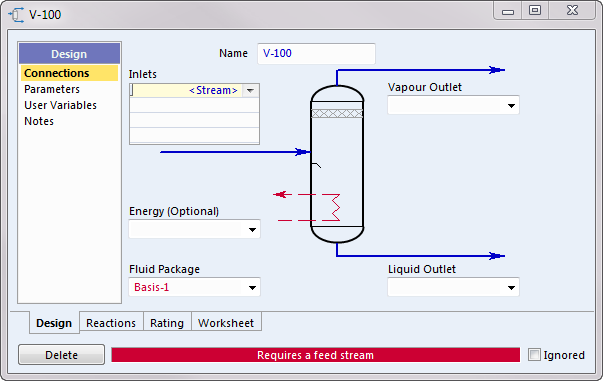 V-100
Design
Connections
Parameters
User Variables
Notes
Name V-100
Inlets
<Stream>
Vapour Outlet
Energy (Optional)
Fluid Package
Basis-1
Liquid Outlet
Design Reactions Rating Worksheet
Delete Requires a feed stream Ignored